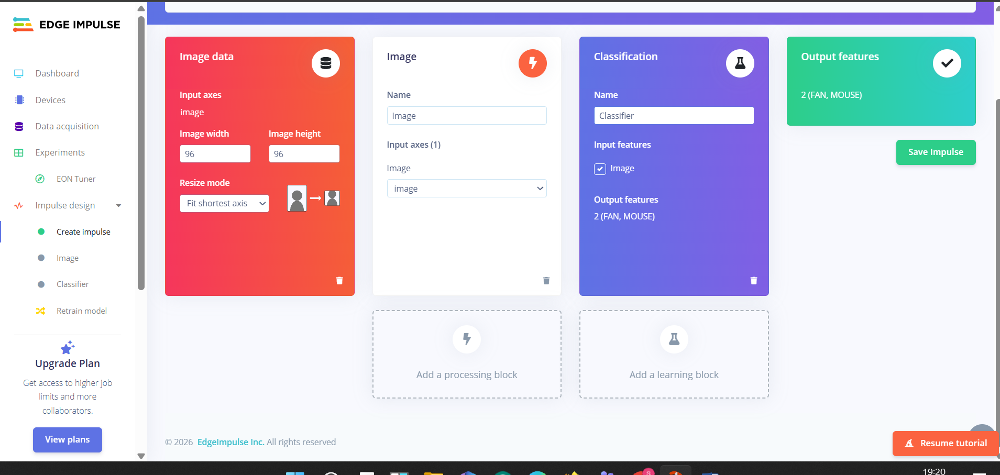 EDGE IMPULSE
Dashboard
Devices
Data acquisition
Experiments
EON Tuner
Impulse design
Create impulse
Image
Classifier
Retrain model
Upgrade Plan
Get access to higher job
limits and more
collaborators.
View plans
Image data
Input axes
image
Image width
Image height
96
96
Resize mode
Fit shortest axis
Image
Name
Image
Input axes (1)
Image
image
Classification
Name
Classifier
Input features
Image
Output features
2 (FAN, MOUSE)
Output features
2 (FAN, MOUSE)
Save Impulse
Add a processing block
Add a learning block
© 2026 EdgeImpulse Inc. All rights reserved
Resume tutorial
S
19:20